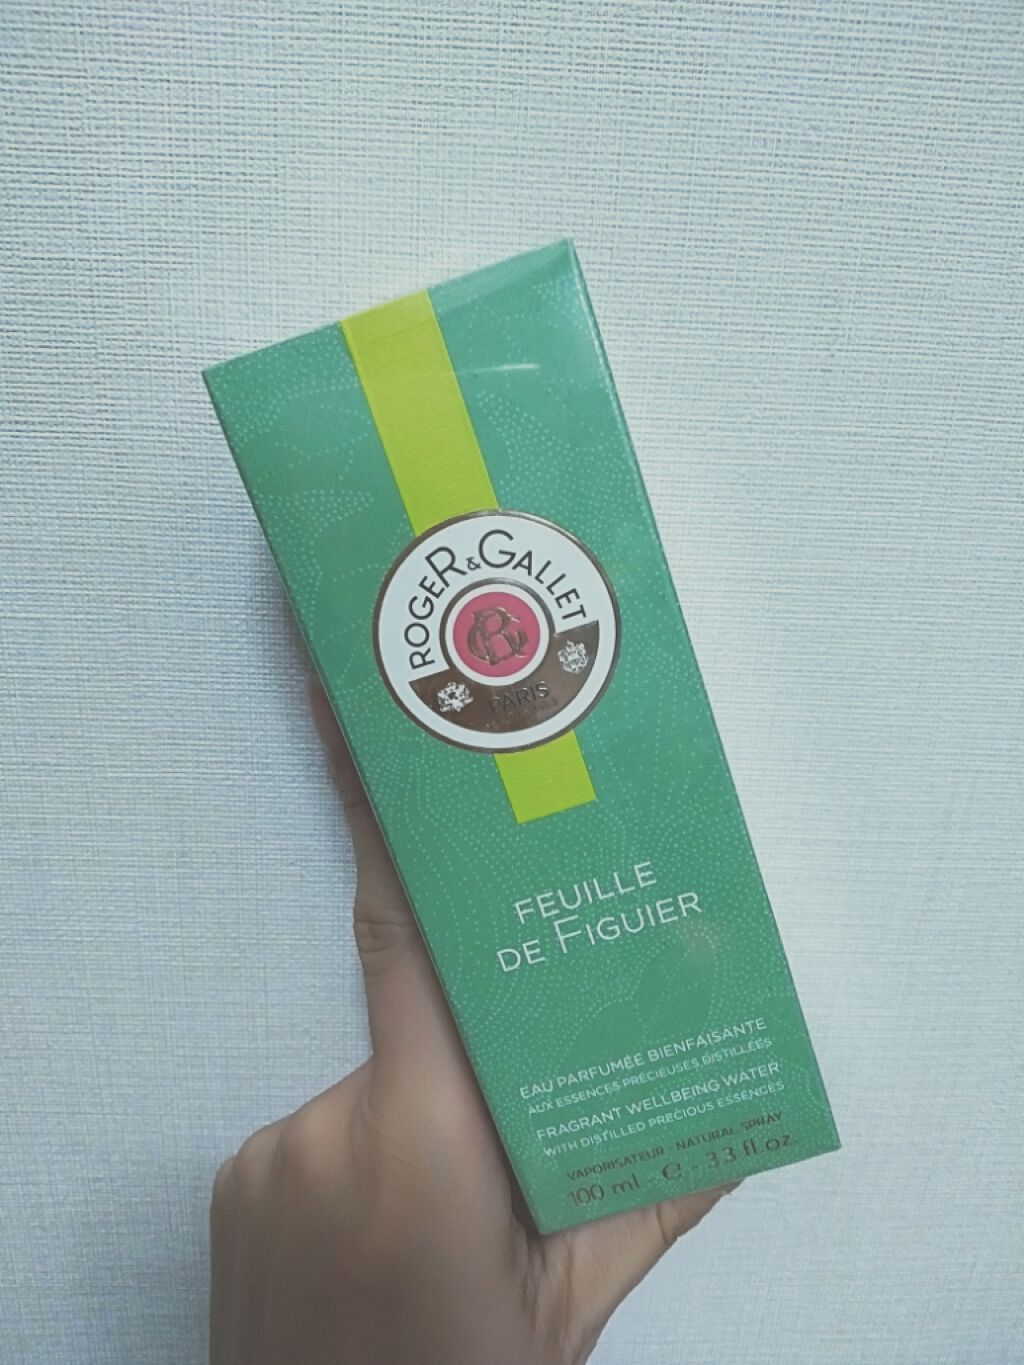 ROGER & GALLET
PARIS
FEUILLE
DE FIGUIER
EAU PARFUMÉE BIENFAISANTE
AUX ESSENCES PRÉCIEUSES DISTILLÉES
FRAGRANT WELLBEING WATER
WITH DISTILLED PRECIOUS ESSENCES
VAPORISATEUR - NATURAL SPRAY
100 ml - ℮ - 3.3 fl.oz.